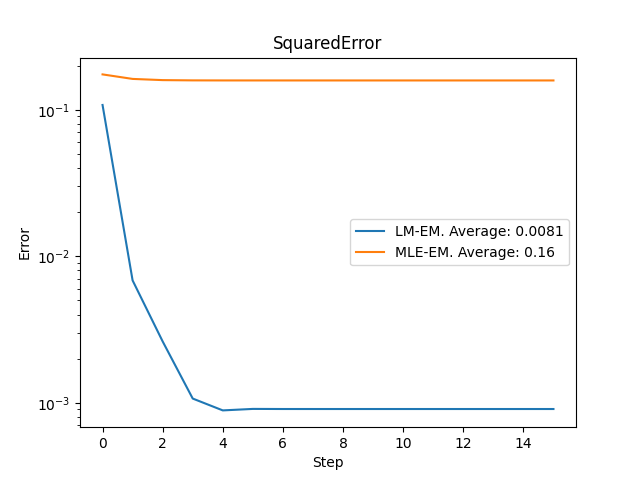 SquaredError
10⁻¹
10⁻²
10⁻³
Error
LM-EM. Average: 0.0081
MLE-EM. Average: 0.16
0 2 4 6 8 10 12 14
Step